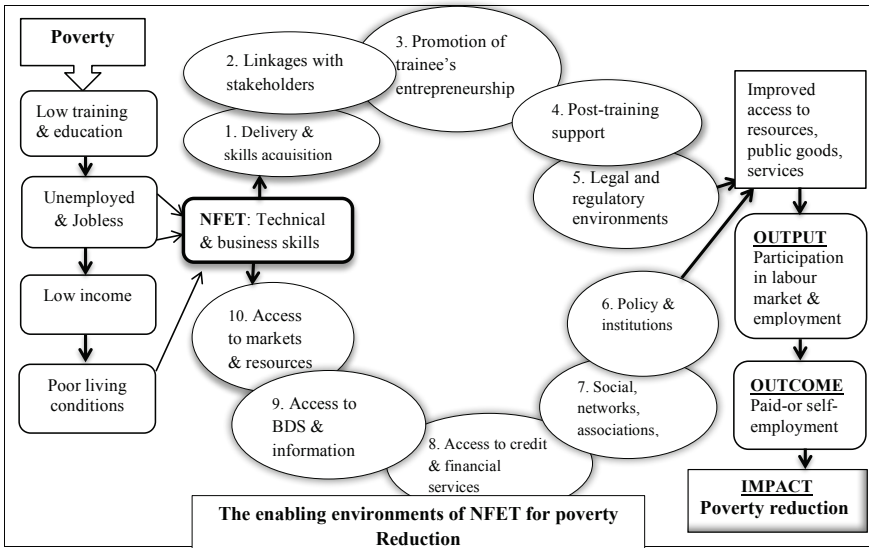 Poverty
Low training
& education
Unemployed
& Jobless
Low income
Poor living
conditions
NFET: Technical
& business skills
1. Delivery &
skills acquisition
2. Linkages with
stakeholders
3. Promotion of
trainee's
entrepreneurship
4. Post-training
support
5. Legal and
regulatory
environments
6. Policy &
institutions
7. Social,
networks,
associations,
8. Access to credit
& financial
services
9. Access to
BDS &
information
10. Access
to markets
& resources
Improved
access to
resources,
public goods,
services
OUTPUT
Participation
in labour
market &
employment
OUTCOME
Paid-or self-
employment
IMPACT
Poverty reduction
The enabling environments of NFET for poverty
Reduction